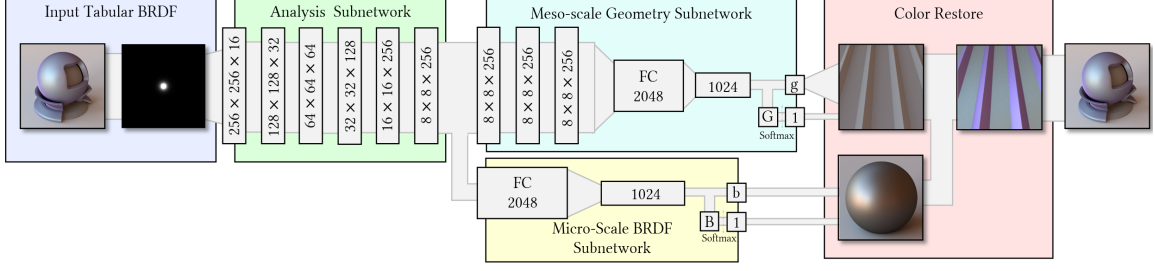 Input Tabular BRDF
Analysis Subnetwork
Meso-scale Geometry Subnetwork
Color Restore
256 × 256 × 16
128 × 128 × 32
64 × 64 × 64
32 × 32 × 128
16 × 16 × 256
8 × 8 × 256
8 × 8 × 256
8 × 8 × 256
8 × 8 × 256
FC
2048
1024
g
G
1
Softmax
FC
2048
1024
b
B
1
Softmax
Micro-Scale BRDF
Subnetwork